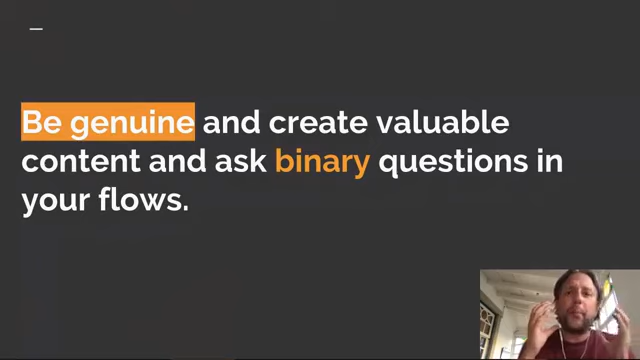 Be genuine and create valuable
content and ask binary questions in
your flows.